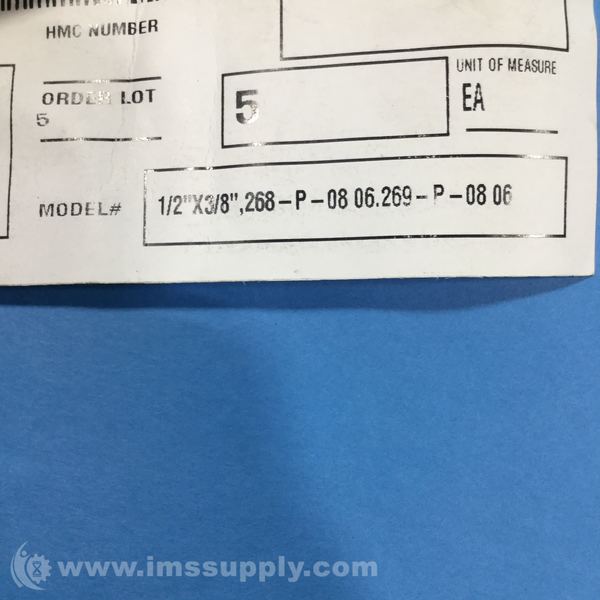 HMC NUMBER
UNIT OF MEASURE
ORDER LOT
5
5
EA
MODEL#
1/2"X3/8",268-P-08 06.269-P-08 06
www.imssupply.com